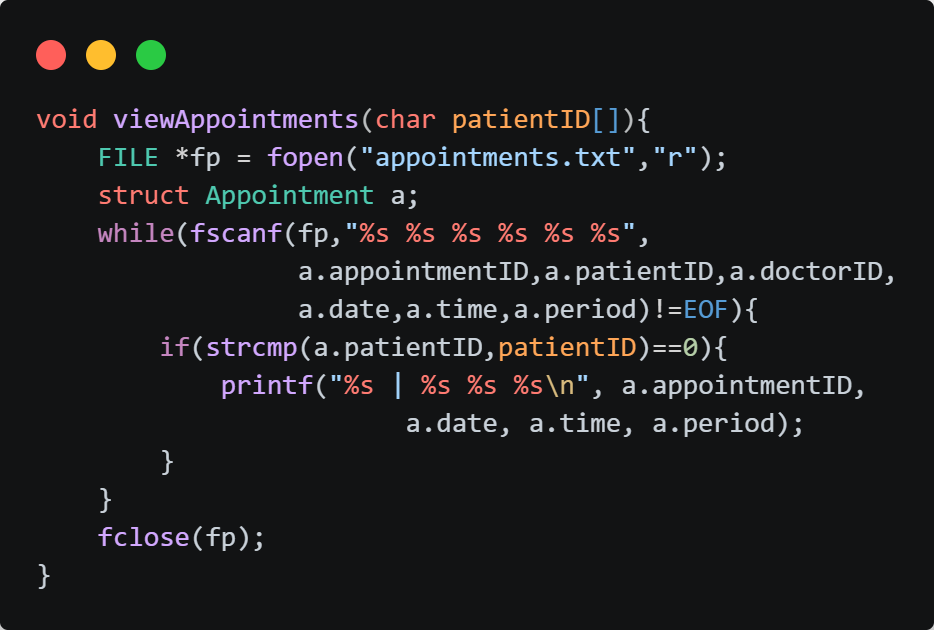 void viewAppointments(char patientID[]){
    FILE *fp = fopen("appointments.txt","r");
    struct Appointment a;
    while(fscanf(fp,"%s %s %s %s %s %s",
                 a.appointmentID,a.patientID,a.doctorID,
                 a.date,a.time,a.period)!=EOF){
        if(strcmp(a.patientID,patientID)==0){
            printf("%s | %s %s %s\n", a.appointmentID,
                        a.date, a.time, a.period);
        }
    }
    fclose(fp);
}